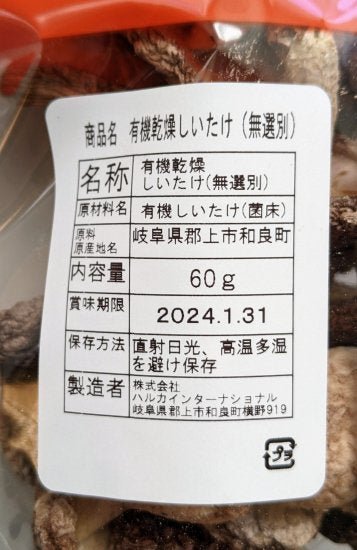 商品名 有機乾燥しいたけ(無選別)
名称 有機乾燥
しいたけ(無選別)
原材料名 有機しいたけ(菌床)
原料
原産地名 岐阜県郡上市和良町
内容量 60g
賞味期限 2024.1.31
保存方法 直射日光、高温多湿
を避け保存
製造者 株式会社
ハルカインターナショナル
岐阜県郡上市和良町横野919
プラ